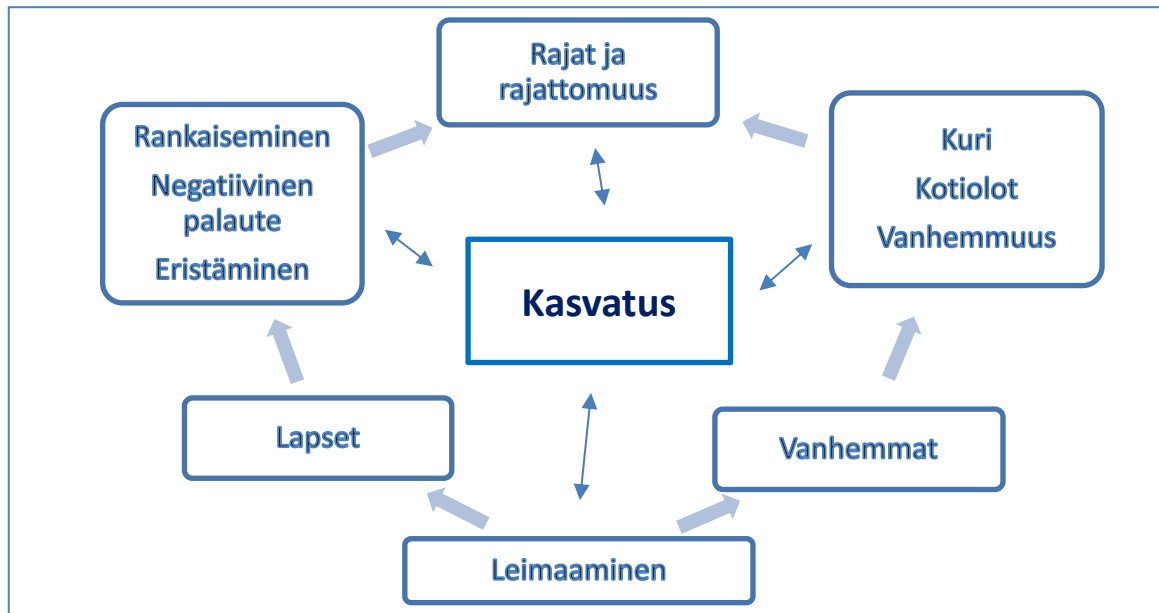 Rajat ja
rajattomuus
Rankaiseminen
Negatiivinen
palaute
Eristäminen
Kuri
Kotiolot
Vanhemmuus
Kasvatus
Lapset
Vanhemmat
Leimaaminen